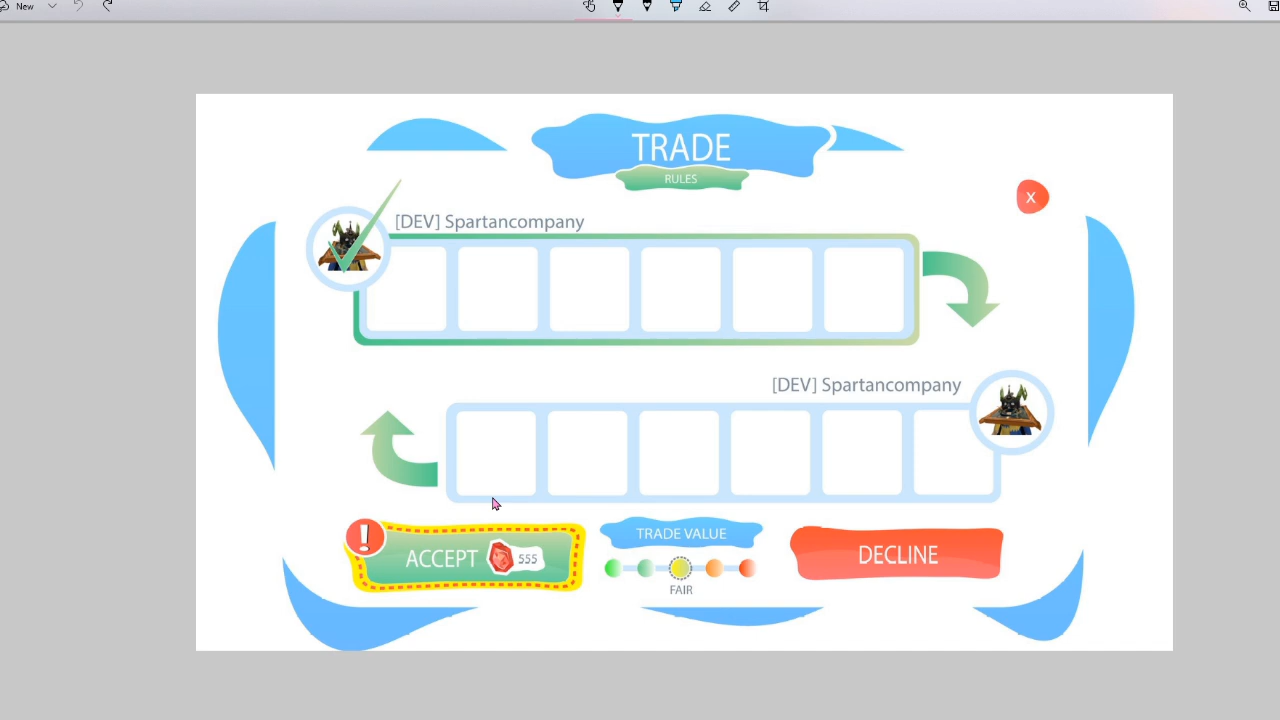 New
TRADE
RULES
X
[DEV] Spartancompany
[DEV] Spartancompany
!
ACCEPT 555
TRADE VALUE
FAIR
DECLINE